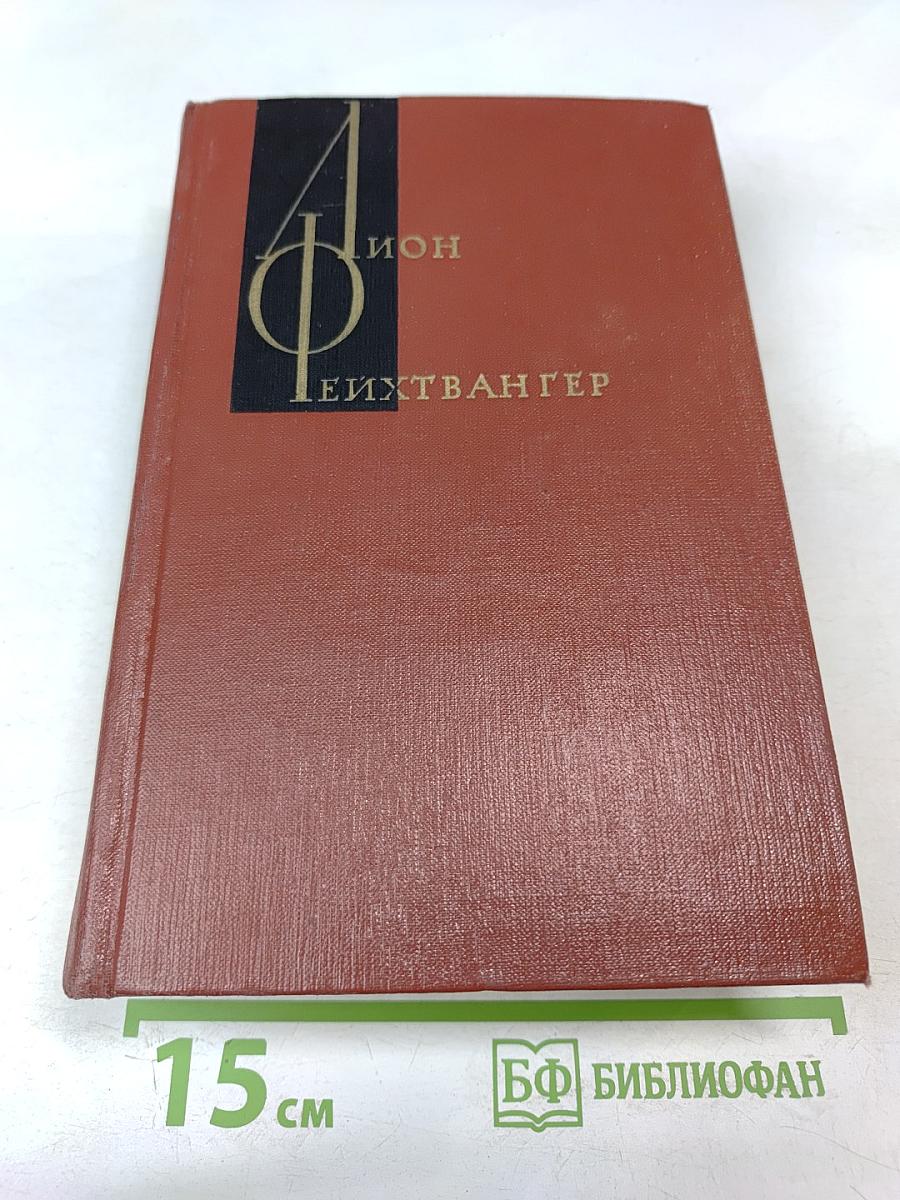 Лион
Фейхтвангер
15 см
БФ БИБЛИОФАН